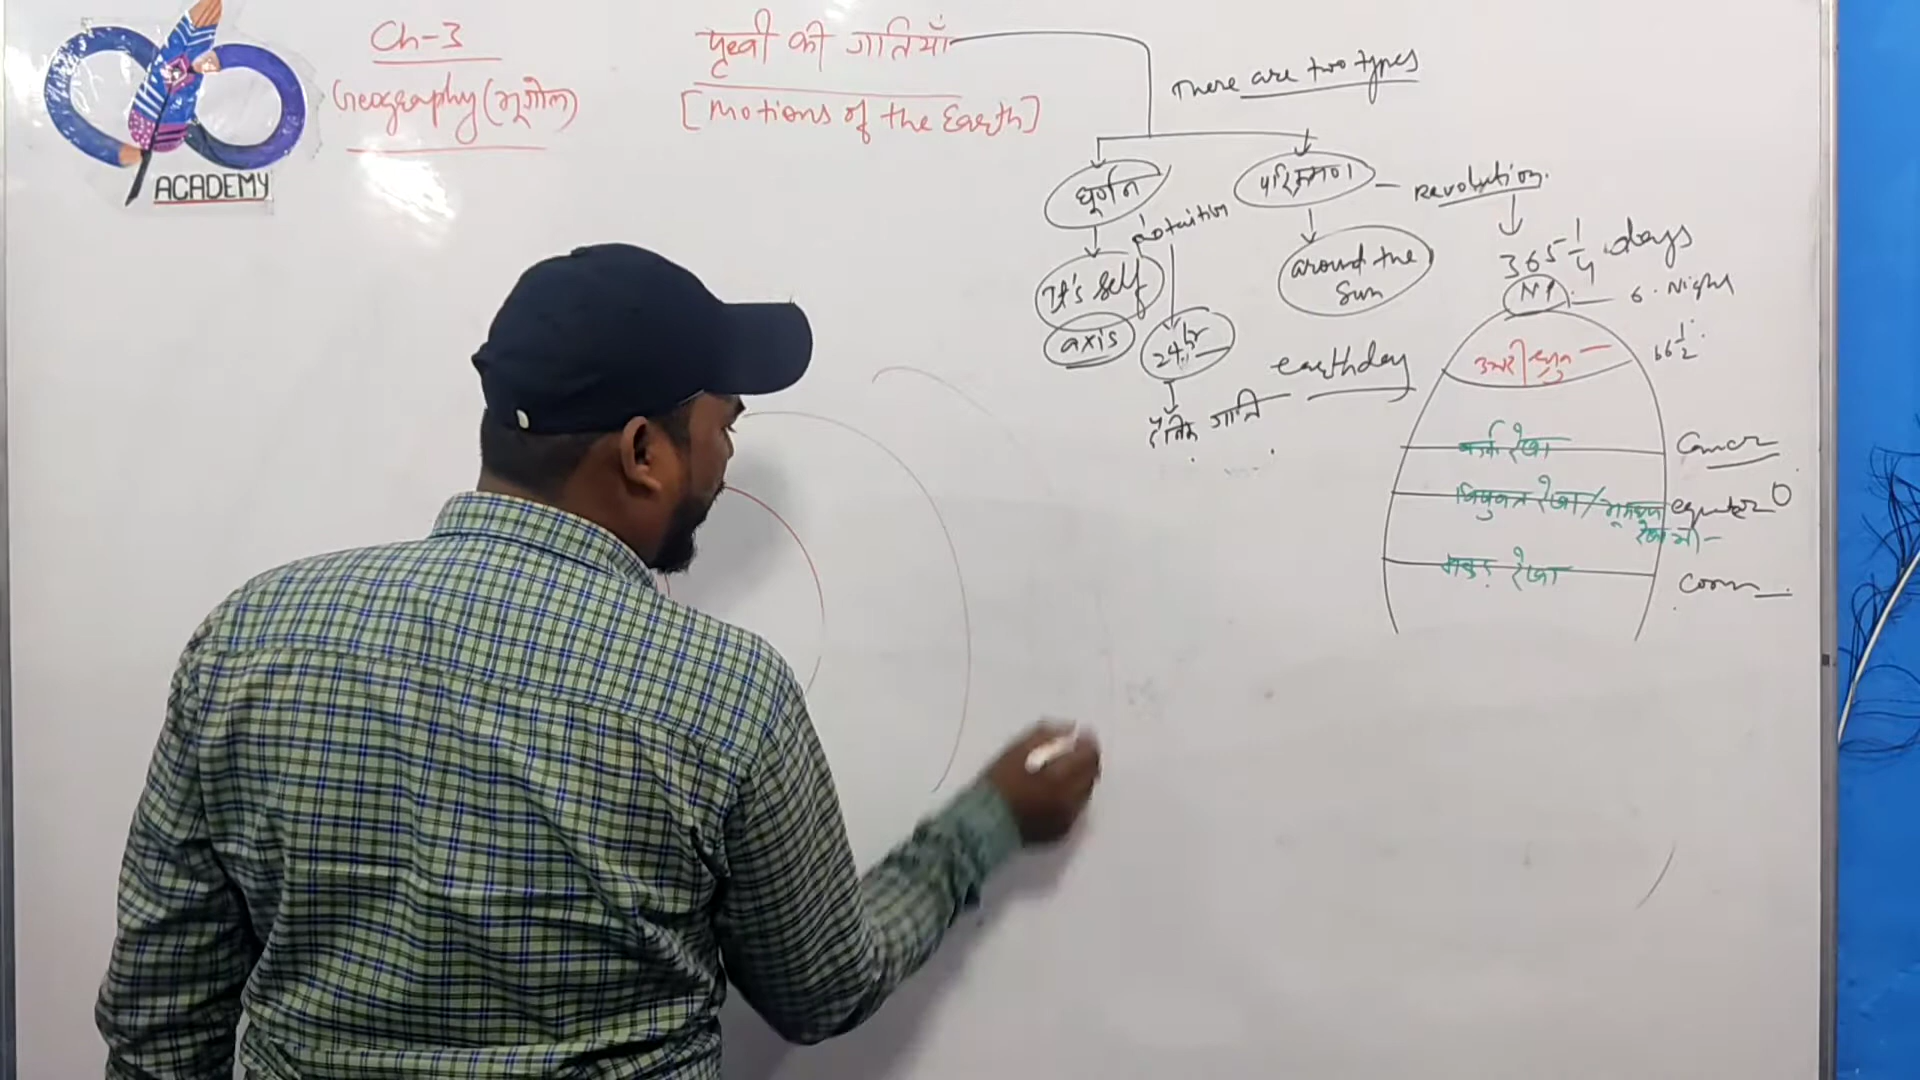 ACADEMY
Ch-3
Geography (भूगोल)
पृथ्वी की गतियाँ
[Motions of the Earth]
There are two types
घूर्णन
rotaition
It's self
axis
24hr
दैनिक गति
earthday
परिभ्रमण
Revolution.
around the
Sun
365 1/4 days
NP
6. Night
उत्तरी ध्रुव
66 1/2
कर्क रेखा
Cancer
विषुवत रेखा/भूमध्य
रेखा
equator 0
मकर रेखा